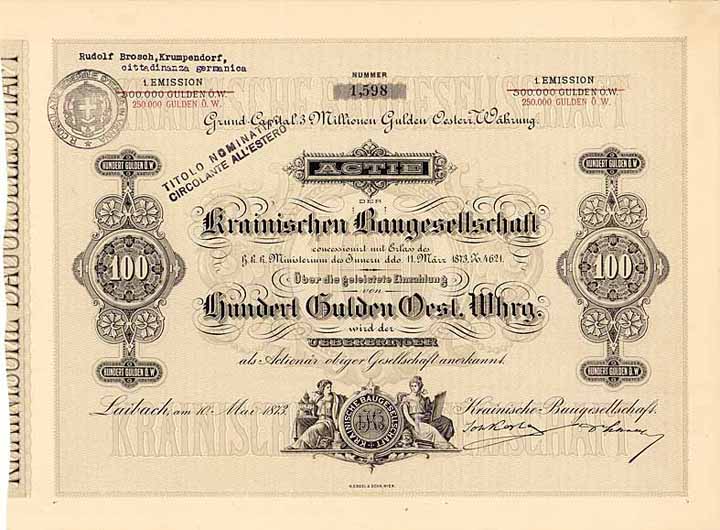 Rudolf Brosch, Krumpendorf,
cittadinanza germanica
NUMMER
1,598
1. EMISSION
300.000 GULDEN Ö.W.
250.000 GULDEN Ö. W.
1. EMISSION
300.000 GULDEN Ö.W.
250.000 GULDEN Ö. W.
Grund-Capital 3 Millionen Gulden Oesterr. Währung.
TITOLO NOMINATIVO
CIRCOLANTE ALL'ESTERO
ACTIE
DER
Krainischen Baugesellschaft
concessionirt mit Erlass des
h. k. k. Ministerium des Innern ddo. 11. März 1873. Z. 4621.
Über die geleistete Einzahlung
von
Hundert Gulden Oest. Whrg.
wird der
UEBERBRINGER
als Actionär obiger Gesellschaft anerkannt.
HUNDERT GULDEN Ö.W
100
HUNDERT GULDEN Ö.W
HUNDERT GULDEN Ö.W
100
HUNDERT GULDEN Ö.W
Laibach, am 10. Mai 1873.
KRAINISCHE BAUGESELLSCHAFT
Krainische Baugesellschaft.
KRAINISCHE BAUGESELLSCHAFT
KRAINISCHE BAUGESELLSCHAFT
KRAINISCHE BAUGESELLSCHAFT